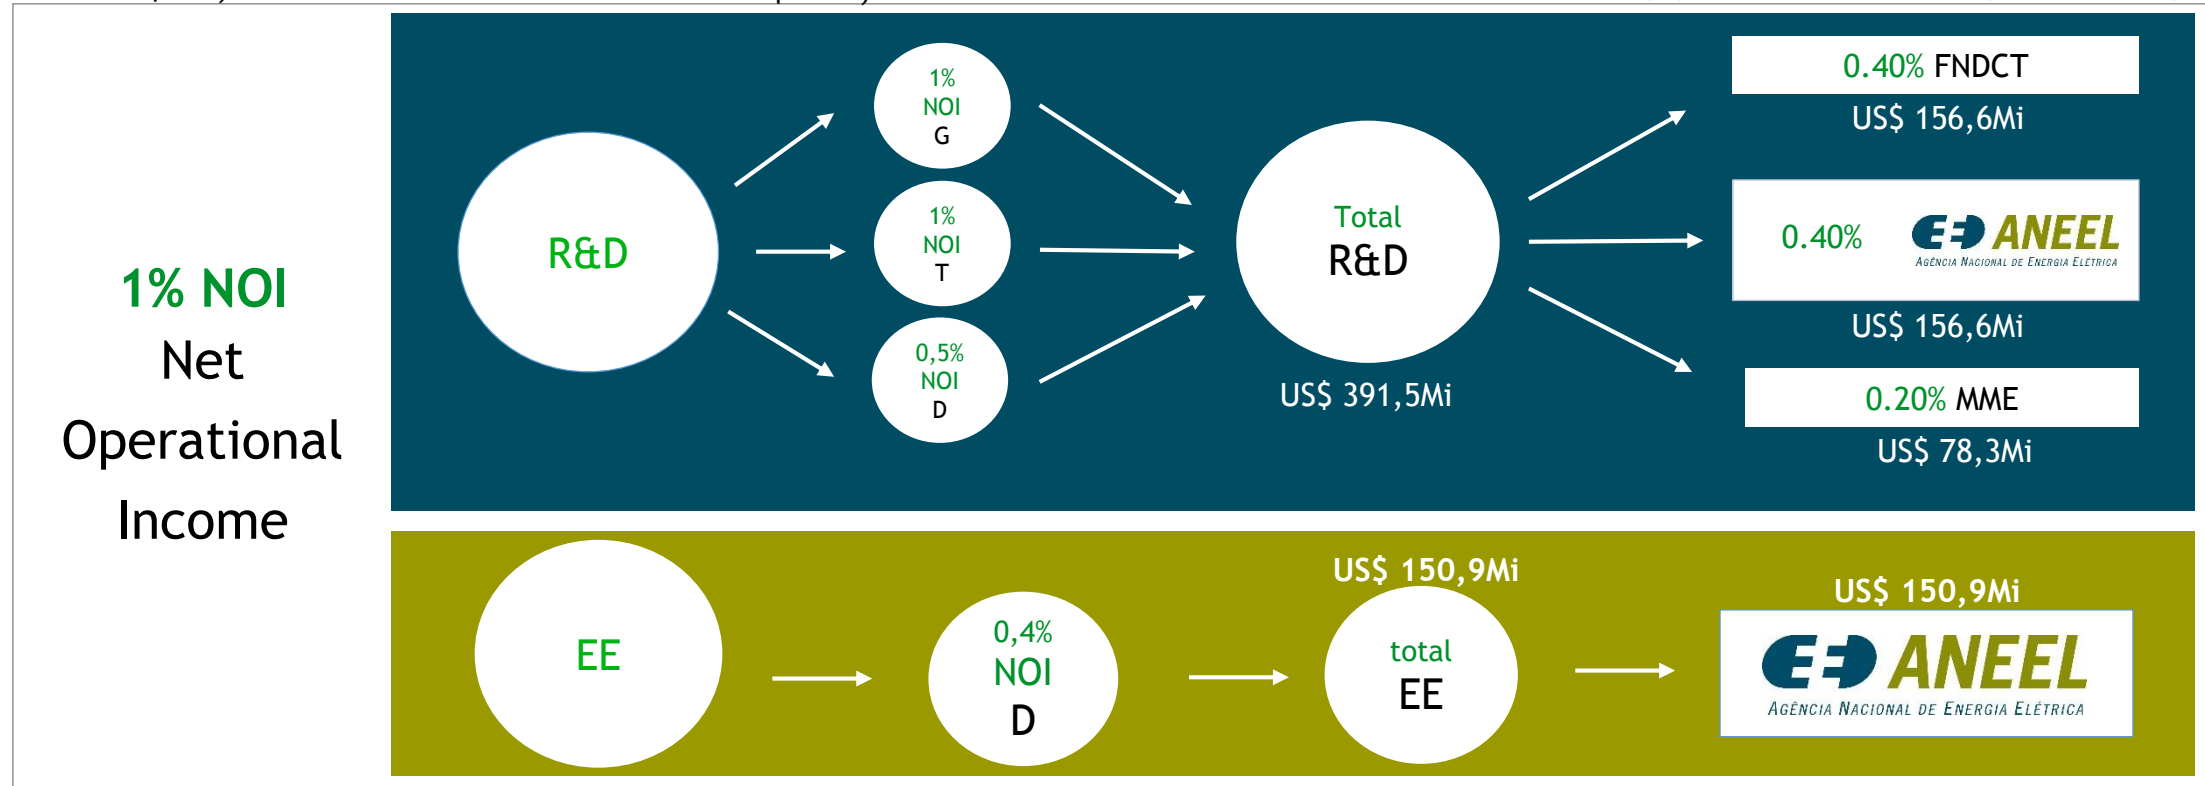 1% NOI
Net
Operational
Income
R&D
1%
NOI
G
1%
NOI
T
0,5%
NOI
D
Total
R&D
US$ 391,5Mi
0.40% FNDCT
US$ 156,6Mi
0.40% ANEEL
AGÊNCIA NACIONAL DE ENERGIA ELÉTRICA
US$ 156,6Mi
0.20% MME
US$ 78,3Mi
EE
0,4%
NOI
D
US$ 150,9Mi
total
EE
US$ 150,9Mi
ANEEL
AGÊNCIA NACIONAL DE ENERGIA ELÉTRICA